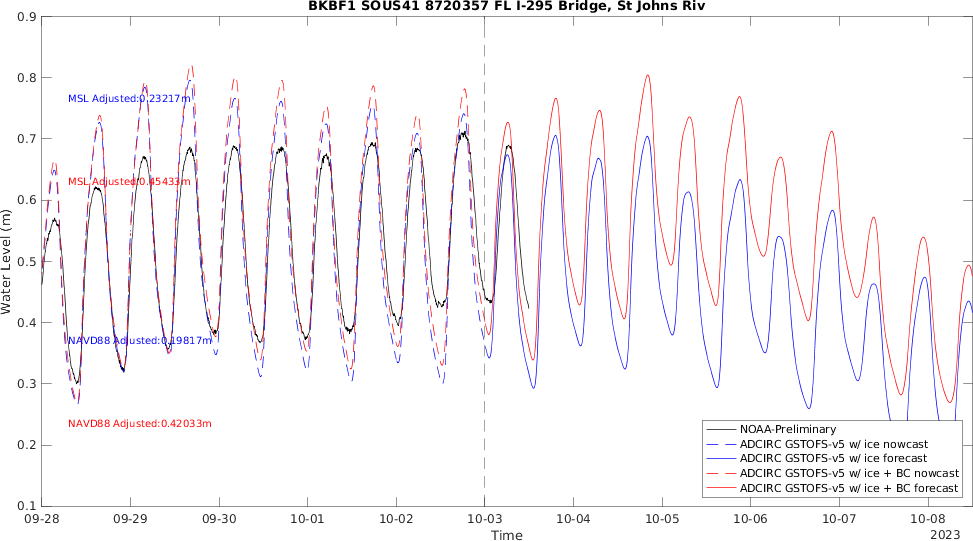 BKBF1 SOUS41 8720357 FL I-295 Bridge, St Johns Riv
0.9
0.8
0.7
0.6
0.5
0.4
0.3
0.2
0.1
Water Level (m)
MSL Adjusted:0.23217m
MSL Adjusted:0.45433m
NAVD88 Adjusted:0.19817m
NAVD88 Adjusted:0.42033m
NOAA-Preliminary
ADCIRC GSTOFS-v5 w/ ice nowcast
ADCIRC GSTOFS-v5 w/ ice forecast
ADCIRC GSTOFS-v5 w/ ice + BC nowcast
ADCIRC GSTOFS-v5 w/ ice + BC forecast
09-28 09-29 09-30 10-01 10-02 10-03 10-04 10-05 10-06 10-07 10-08
2023
Time